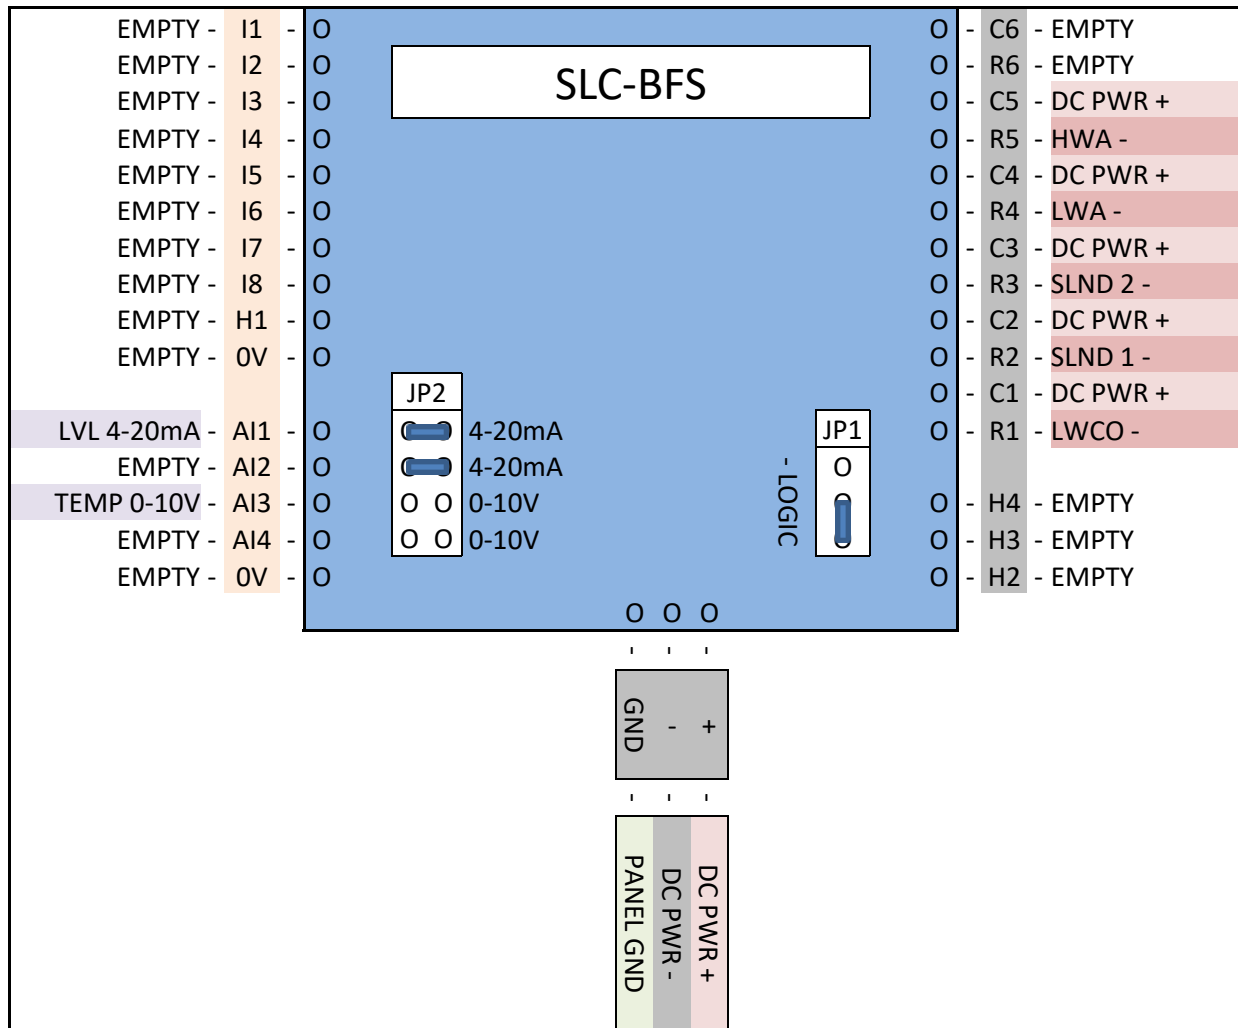 EMPTY - I1 - O O - C6 - EMPTY
EMPTY - I2 - O O - R6 - EMPTY
SLC-BFS
EMPTY - I3 - O O - C5 - DC PWR +
EMPTY - I4 - O O - R5 - HWA -
EMPTY - I5 - O O - C4 - DC PWR +
EMPTY - I6 - O O - R4 - LWA -
EMPTY - I7 - O O - C3 - DC PWR +
EMPTY - I8 - O O - R3 - SLND 2 -
EMPTY - H1 - O O - C2 - DC PWR +
EMPTY - 0V - O O - R2 - SLND 1 -
JP2 O - C1 - DC PWR +
LVL 4-20mA - AI1 - O O O 4-20mA JP1 O - R1 - LWCO -
EMPTY - AI2 - O O O 4-20mA O
TEMP 0-10V - AI3 - O O O 0-10V O O - H4 - EMPTY
EMPTY - AI4 - O O O 0-10V O O - H3 - EMPTY
- LOGIC
EMPTY - 0V - O O - H2 - EMPTY
O O O
- - -
GND - +
- - -
PANEL GND
DC PWR -
DC PWR +